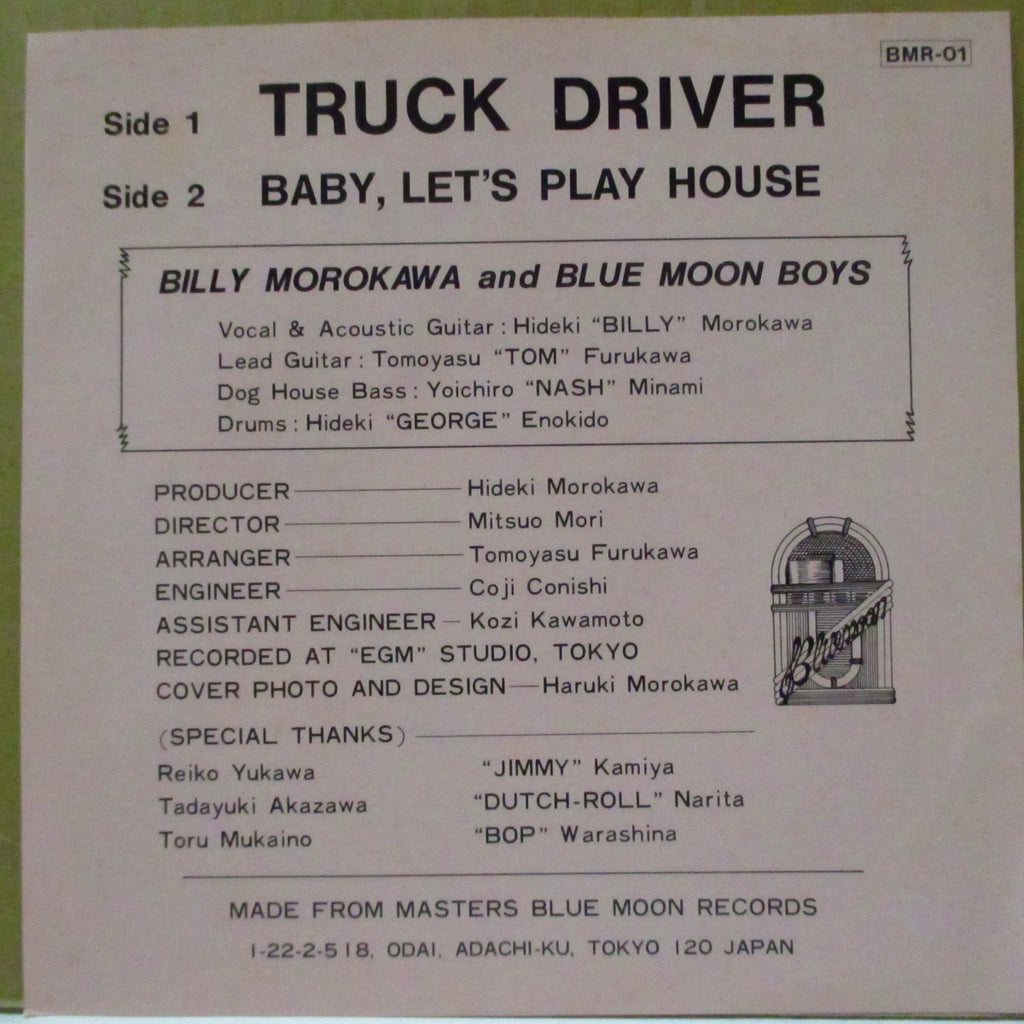 BMR-01
Side 1 TRUCK DRIVER
Side 2 BABY, LET'S PLAY HOUSE
BILLY MOROKAWA and BLUE MOON BOYS
Vocal & Acoustic Guitar : Hideki "BILLY" Morokawa
Lead Guitar : Tomoyasu "TOM" Furukawa
Dog House Bass : Yoichiro "NASH" Minami
Drums : Hideki "GEORGE" Enokido
PRODUCER — Hideki Morokawa
DIRECTOR — Mitsuo Mori
ARRANGER — Tomoyasu Furukawa
ENGINEER — Coji Conishi
ASSISTANT ENGINEER — Kozi Kawamoto
RECORDED AT "EGM" STUDIO, TOKYO
COVER PHOTO AND DESIGN — Haruki Morokawa
Bluemoon
(SPECIAL THANKS)
Reiko Yukawa "JIMMY" Kamiya
Tadayuki Akazawa "DUTCH-ROLL" Narita
Toru Mukaino "BOP" Warashina
MADE FROM MASTERS BLUE MOON RECORDS
1-22-2-518, ODAI, ADACHI-KU, TOKYO 120 JAPAN